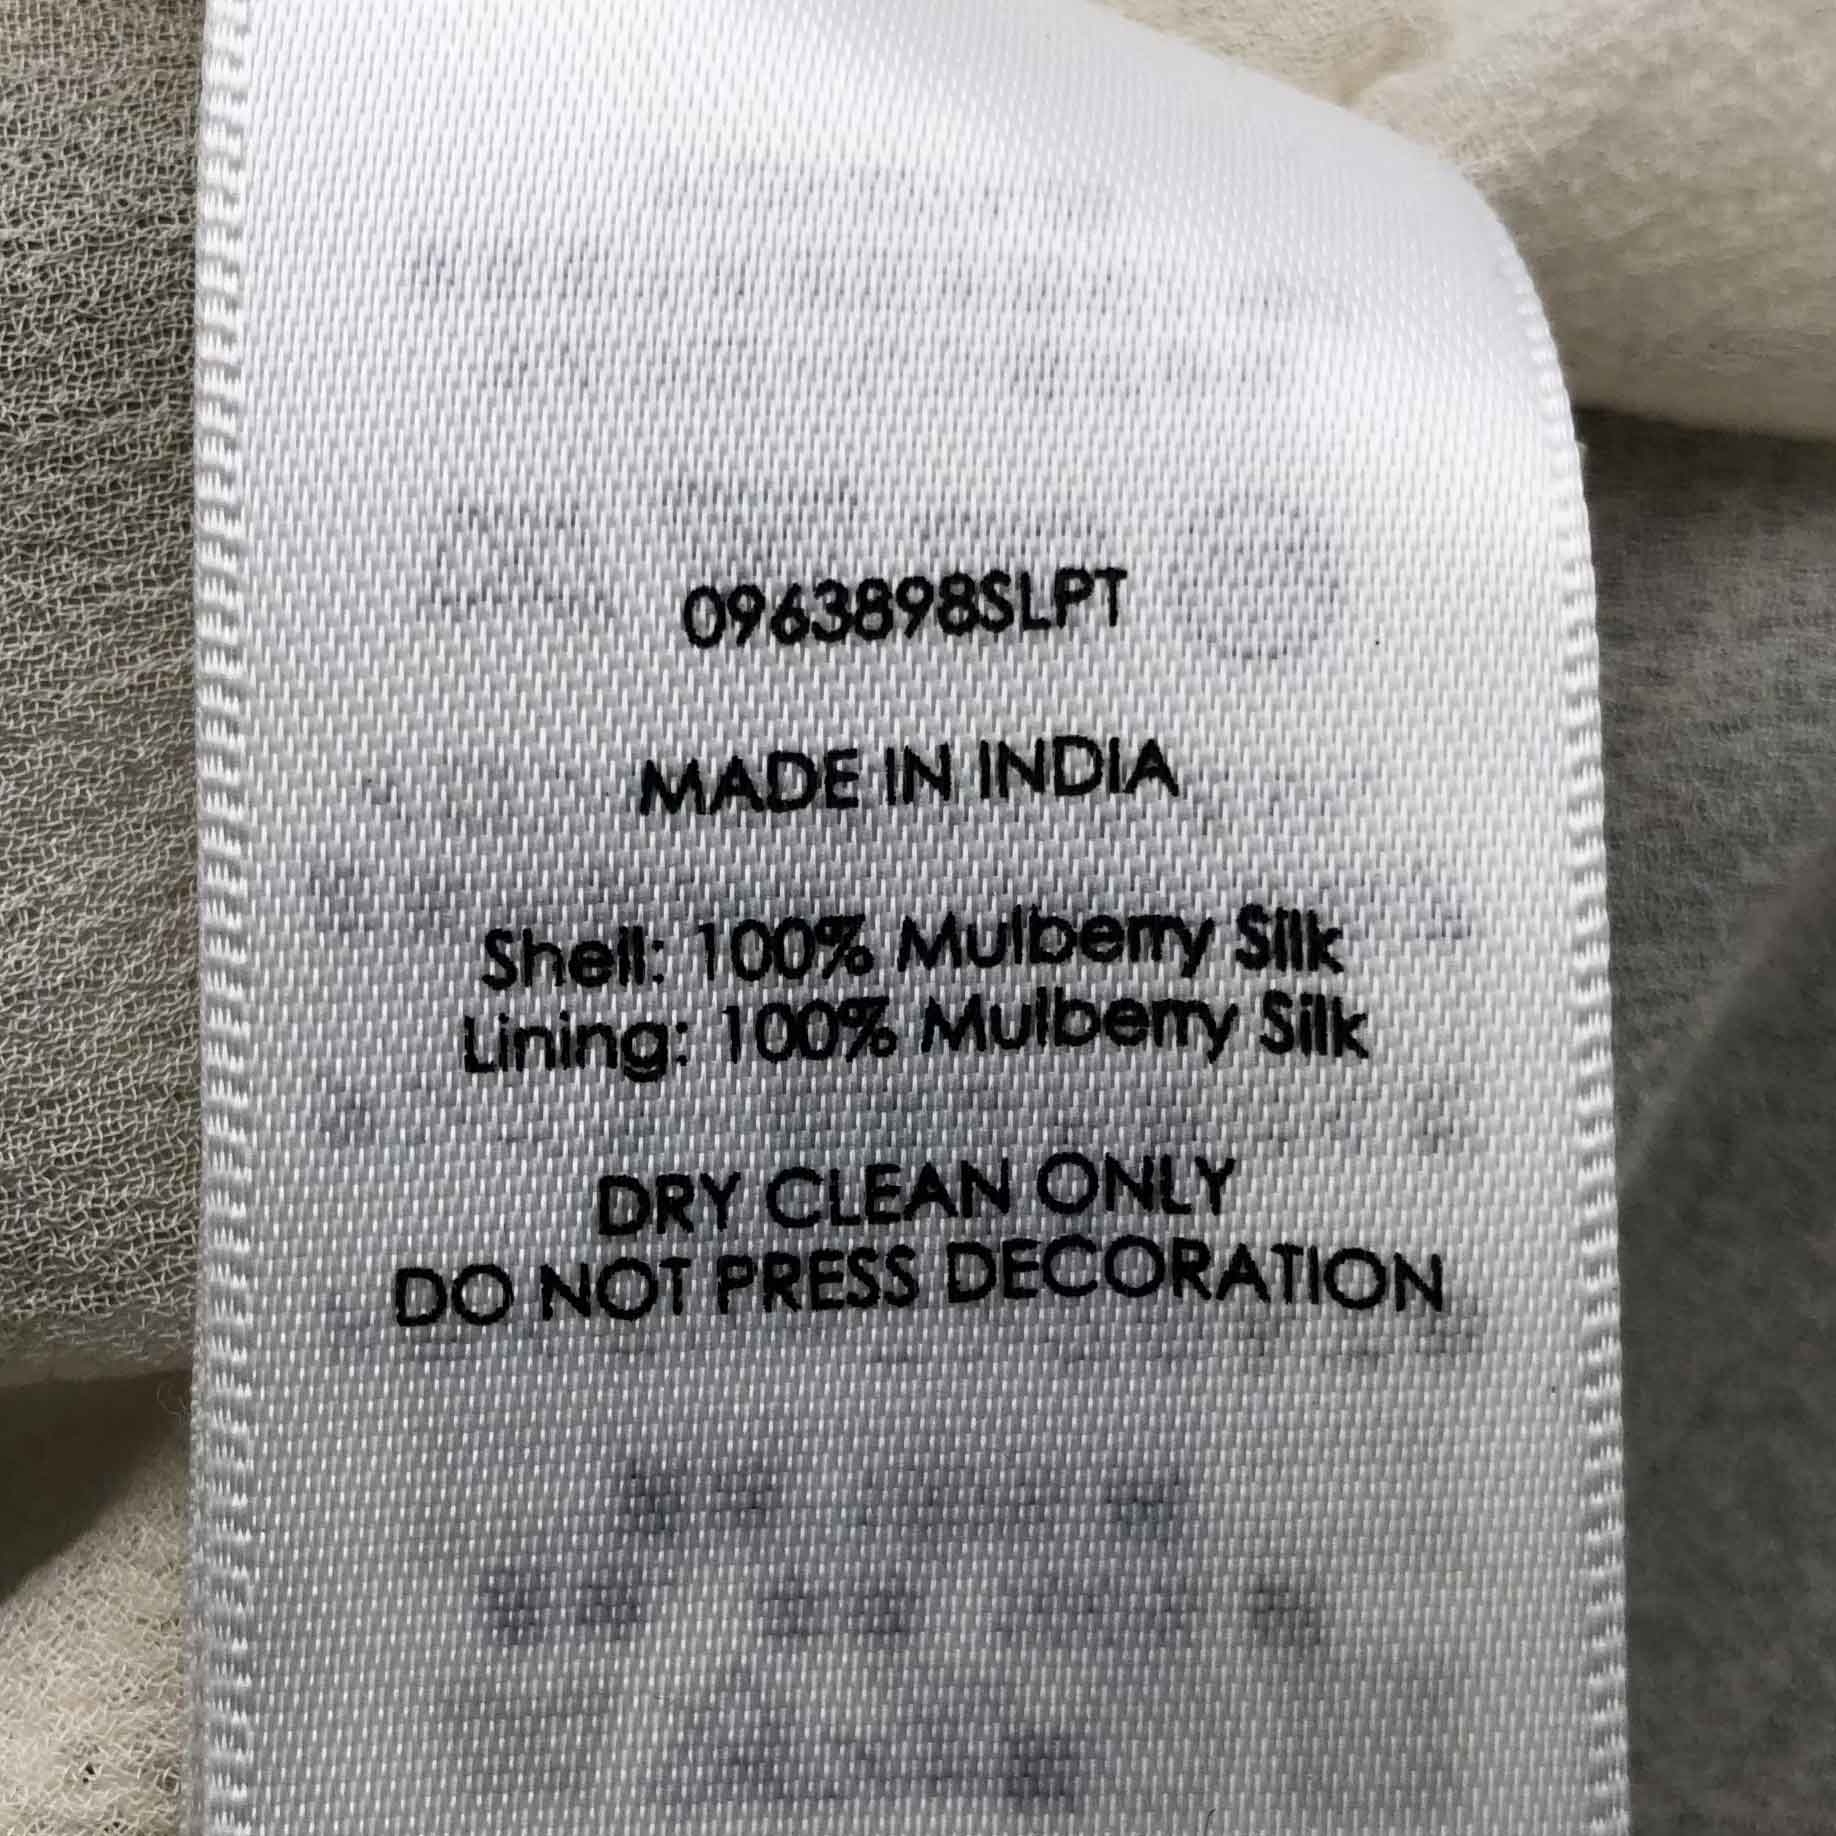 0963898SLPT
MADE IN INDIA
Shell: 100% Mulberry Silk
Lining: 100% Mulberry Silk
DRY CLEAN ONLY
DO NOT PRESS DECORATION